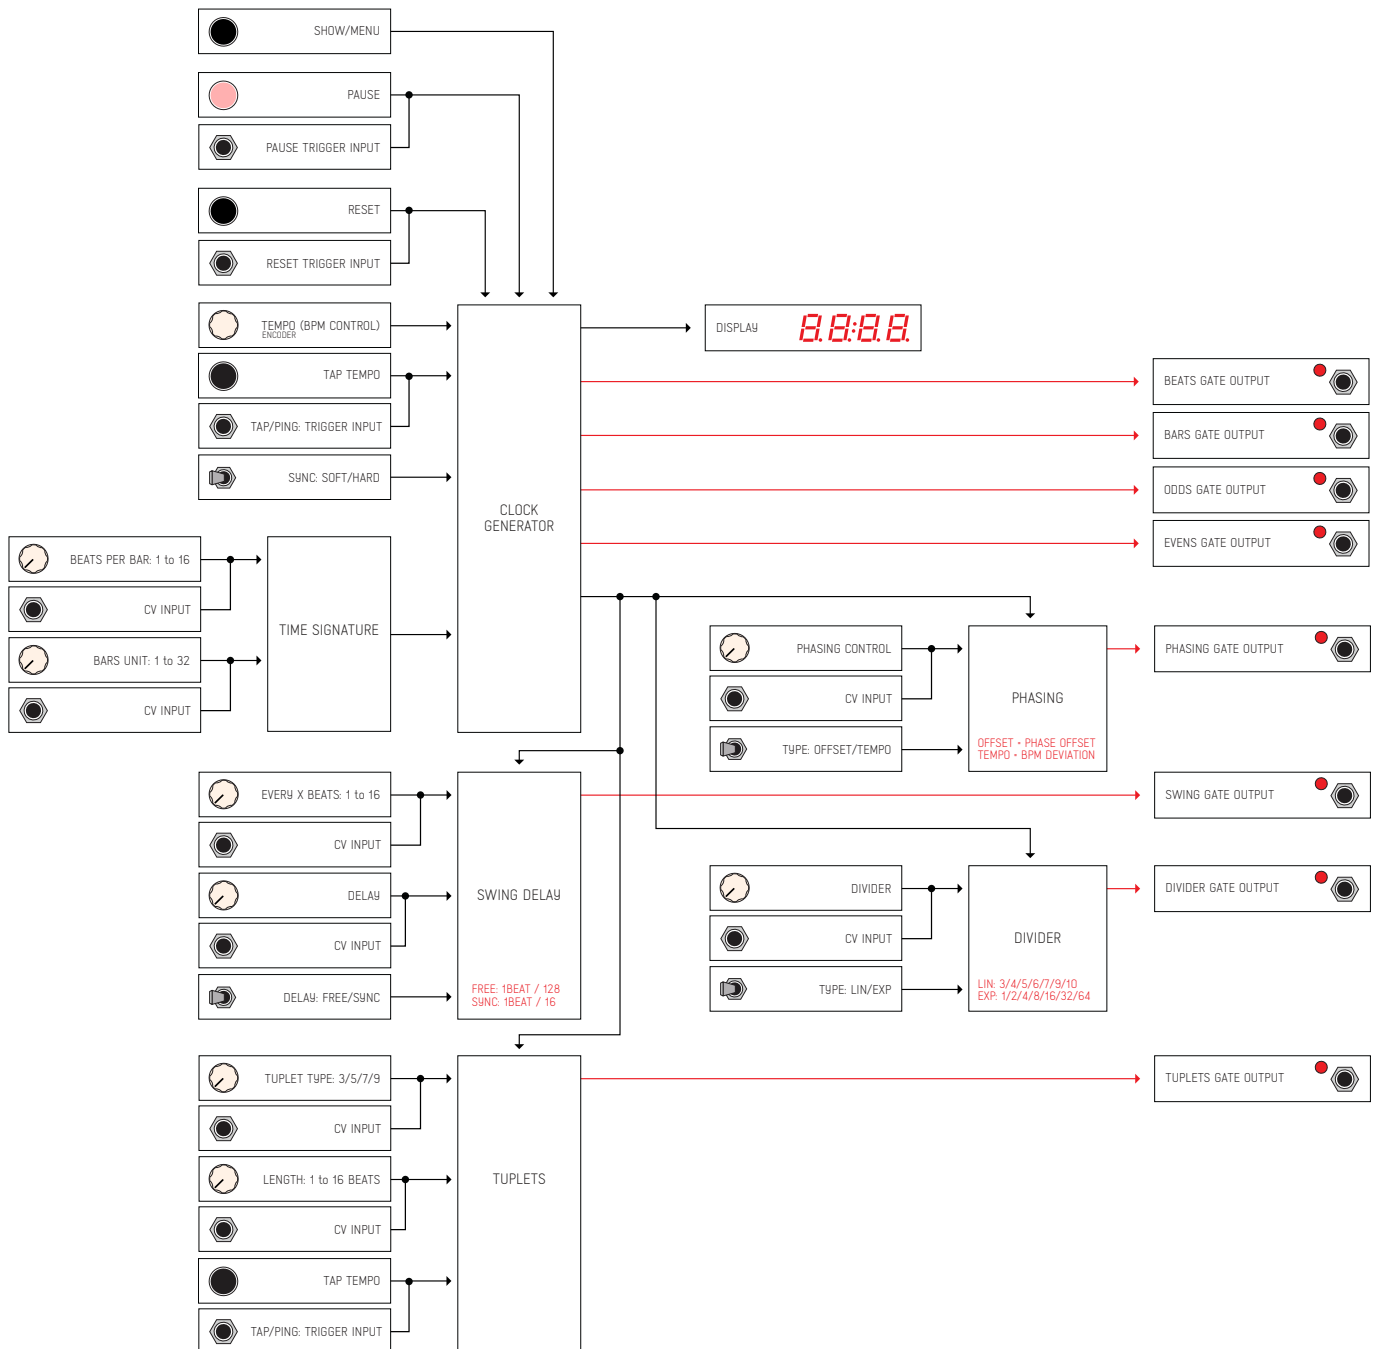 SHOW/MENU
PAUSE
PAUSE TRIGGER INPUT
RESET
RESET TRIGGER INPUT
TEMPO (BPM CONTROL)
ENCODER
TAP TEMPO
TAP/PING: TRIGGER INPUT
SYNC: SOFT/HARD
CLOCK
GENERATOR
DISPLAY
8.8:8.8.
BEATS GATE OUTPUT
BARS GATE OUTPUT
ODDS GATE OUTPUT
EVENS GATE OUTPUT
BEATS PER BAR: 1 to 16
CV INPUT
BARS UNIT: 1 to 32
CV INPUT
TIME SIGNATURE
PHASING CONTROL
CV INPUT
TYPE: OFFSET/TEMPO
PHASING
OFFSET - PHASE OFFSET
TEMPO - BPM DEVIATION
PHASING GATE OUTPUT
EVERY X BEATS: 1 to 16
CV INPUT
DELAY
CV INPUT
DELAY: FREE/SYNC
SWING DELAY
FREE: 1BEAT / 128
SYNC: 1BEAT / 16
SWING GATE OUTPUT
DIVIDER
CV INPUT
TYPE: LIN/EXP
DIVIDER
LIN: 3/4/5/6/7/9/10
EXP: 1/2/4/8/16/32/64
DIVIDER GATE OUTPUT
TUPLET TYPE: 3/5/7/9
CV INPUT
LENGTH: 1 to 16 BEATS
CV INPUT
TAP TEMPO
TAP/PING: TRIGGER INPUT
TUPLETS
TUPLETS GATE OUTPUT